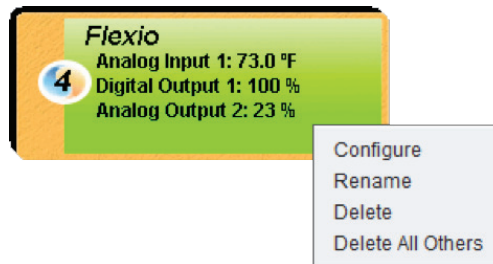 Flexio
Analog Input 1: 73.0 ºF
4
Digital Output 1: 100 %
Analog Output 2: 23 %
Configure
Rename
Delete
Delete All Others